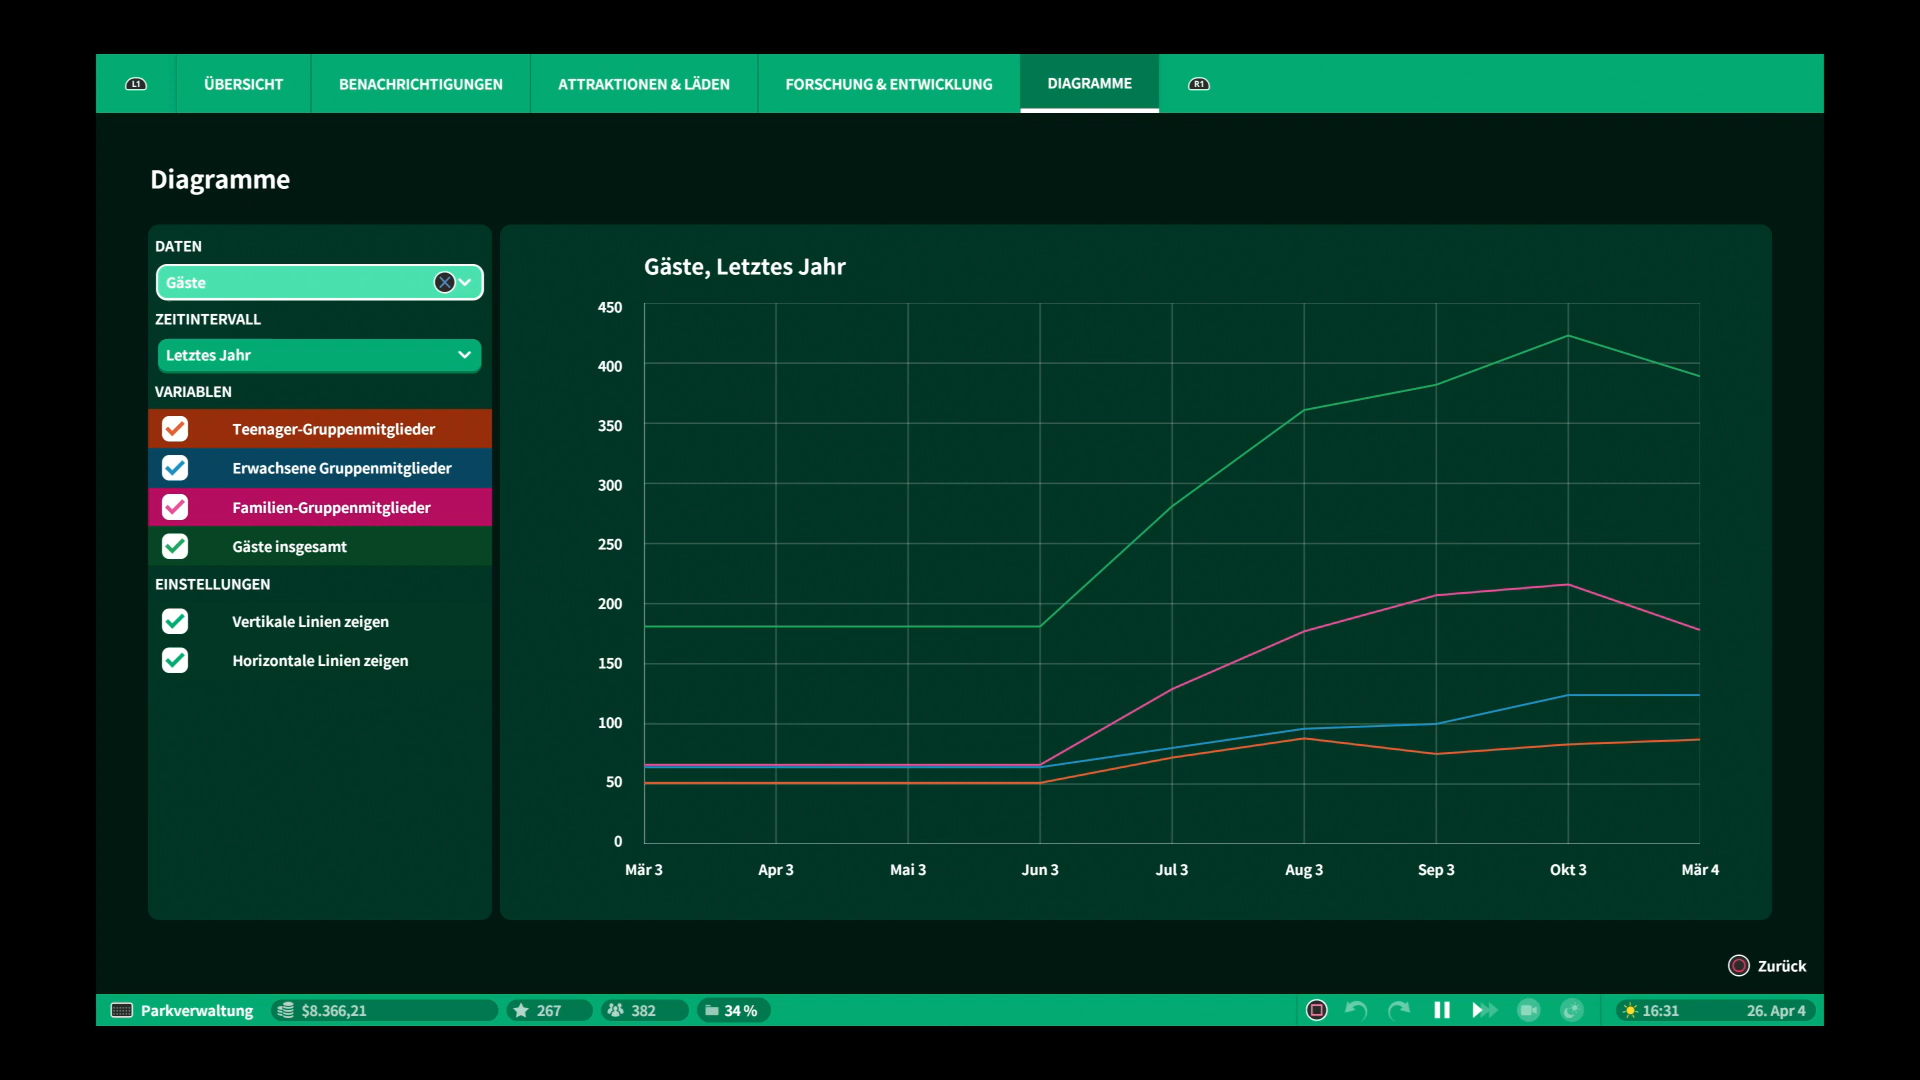 L1 ÜBERSICHT BENACHRICHTIGUNGEN ATTRAKTIONEN & LÄDEN FORSCHUNG & ENTWICKLUNG DIAGRAMME R1
Diagramme
DATEN
Gäste
ZEITINTERVALL
Letztes Jahr
VARIABLEN
Teenager-Gruppenmitglieder
Erwachsene Gruppenmitglieder
Familien-Gruppenmitglieder
Gäste insgesamt
EINSTELLUNGEN
Vertikale Linien zeigen
Horizontale Linien zeigen
Gäste, Letztes Jahr
450
400
350
300
250
200
150
100
50
0
Mär 3 Apr 3 Mai 3 Jun 3 Jul 3 Aug 3 Sep 3 Okt 3 Mär 4
Zurück
Parkverwaltung $8.366,21 267 382 34 % 16:31 26. Apr 4